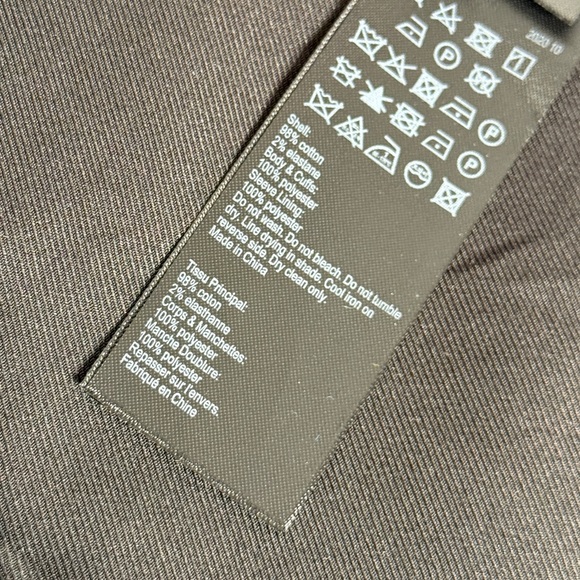 2020 10
Shell:
98% cotton
2% elastane
Body & Cuffs:
100% polyester
Sleeve Lining:
100% polyester
Do not wash. Do not bleach. Do not tumble
dry. Line drying in shade. Cool iron on
reverse side. Dry clean only.
Made in China
Tissu Principal:
98% coton
2% elasthanne
Corps & Manchettes:
100% polyester
Manche Doublure:
100% polyester
Repasser sur l'envers.
Fabriqué en Chine